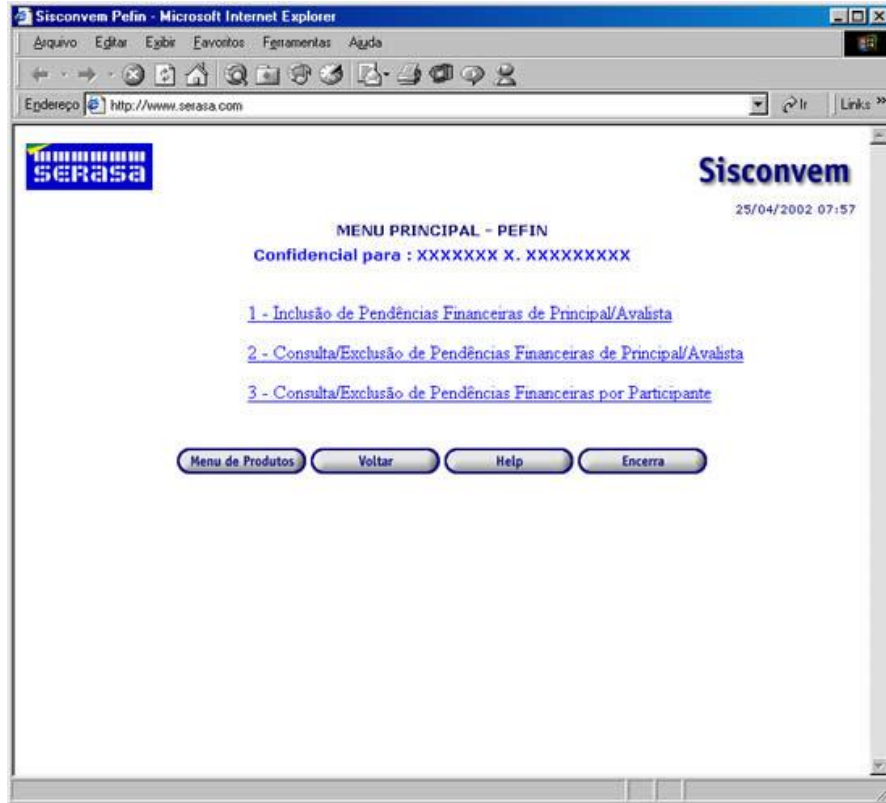 Sisconvem Pefin - Microsoft Internet Explorer
Arquivo Editar Exibir Favoritos Ferramentas Ajuda
Endereço http://www.serasa.com Ir Links »
serasa
Sisconvem
25/04/2002 07:57
MENU PRINCIPAL - PEFIN
Confidencial para : XXXXXXX X. XXXXXXXXX
1 - Inclusão de Pendências Financeiras de Principal/Avalista
2 - Consulta/Exclusão de Pendências Financeiras de Principal/Avalista
3 - Consulta/Exclusão de Pendências Financeiras por Participante
Menu de Produtos Voltar Help Encerra